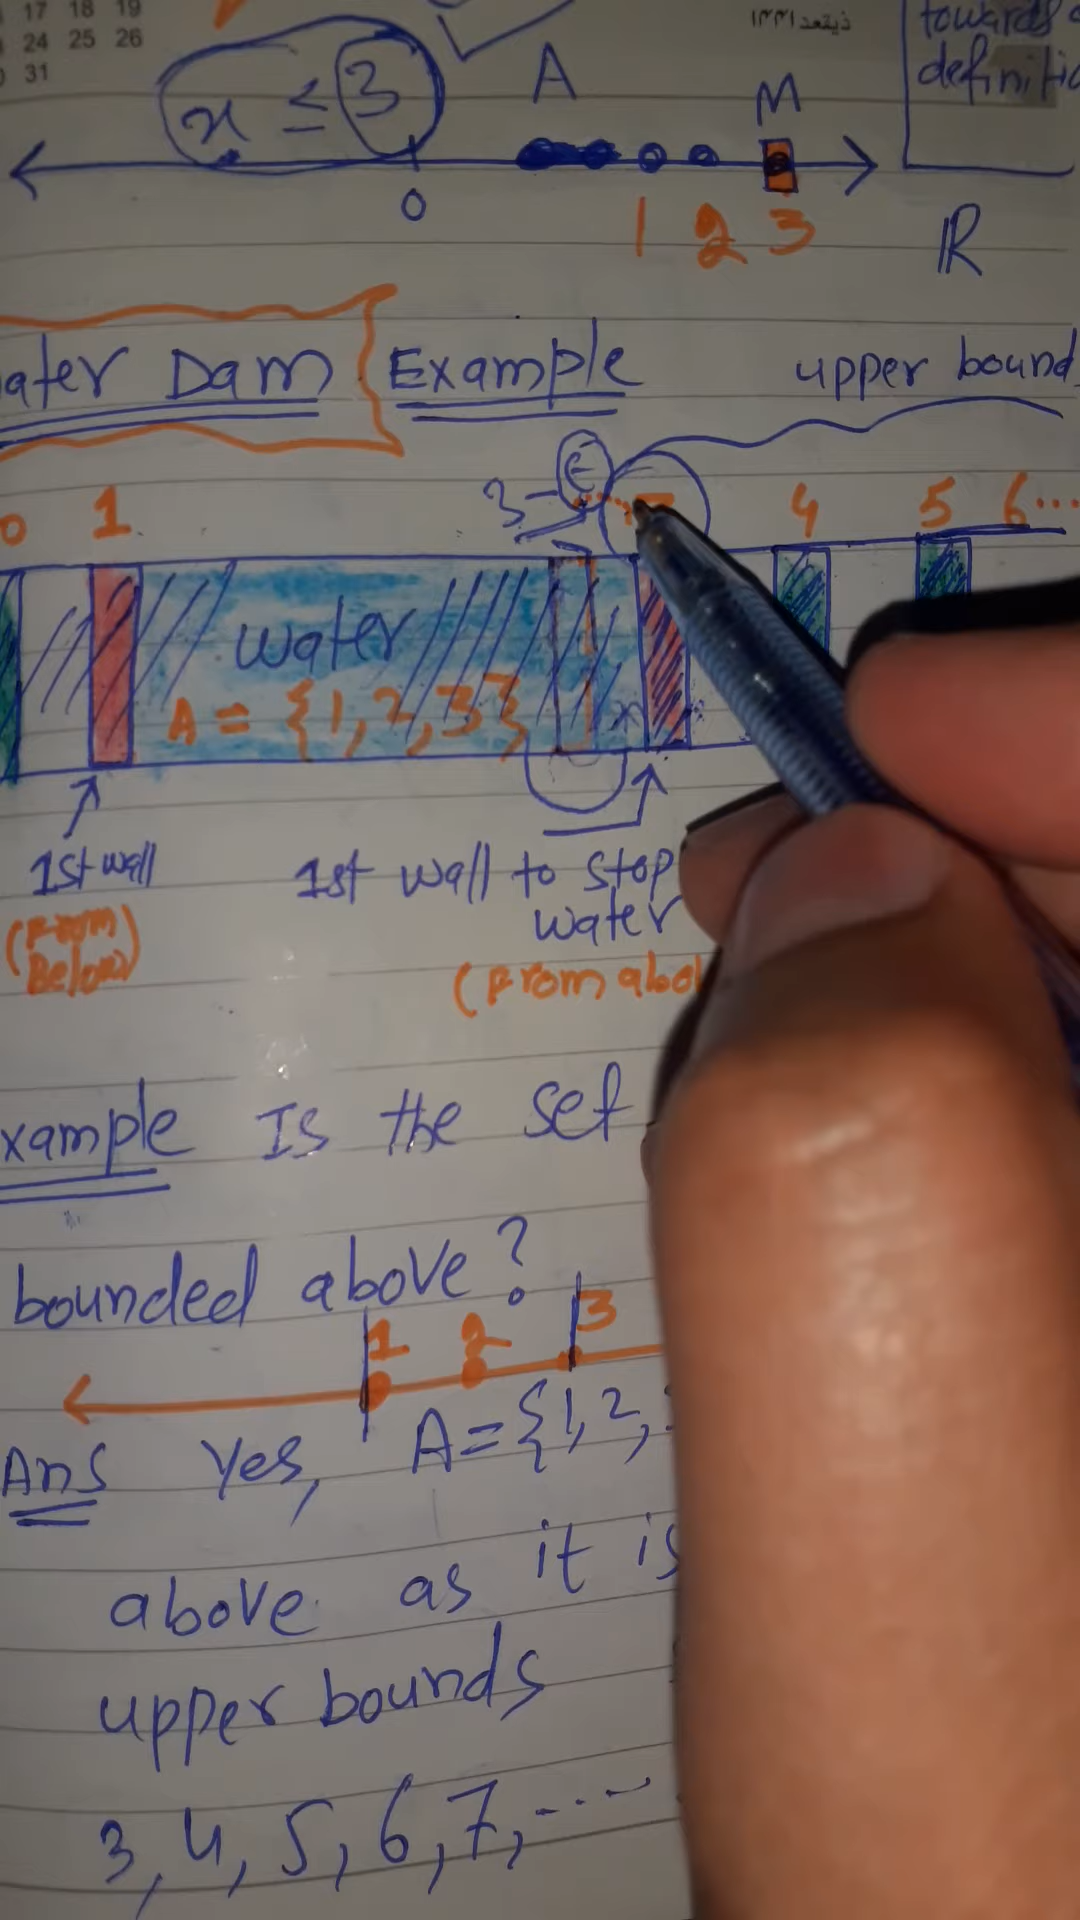 17 18 19
24 25 26
31
ذيقعد ١٣٣١
towards
x ≤ 3
A
M
0
1 2 3
R
ater Dam
Example
upper bound
3-ε
0 1 4 5 6...
water
A = {1,2,3}
1st wall
(From Below)
1st wall to stop
water
(From abo
xample Is the set
bounded above?
1 2 3
Ans Yes, A={1,2,
above as it is
upper bounds
3,4,5,6,7,....